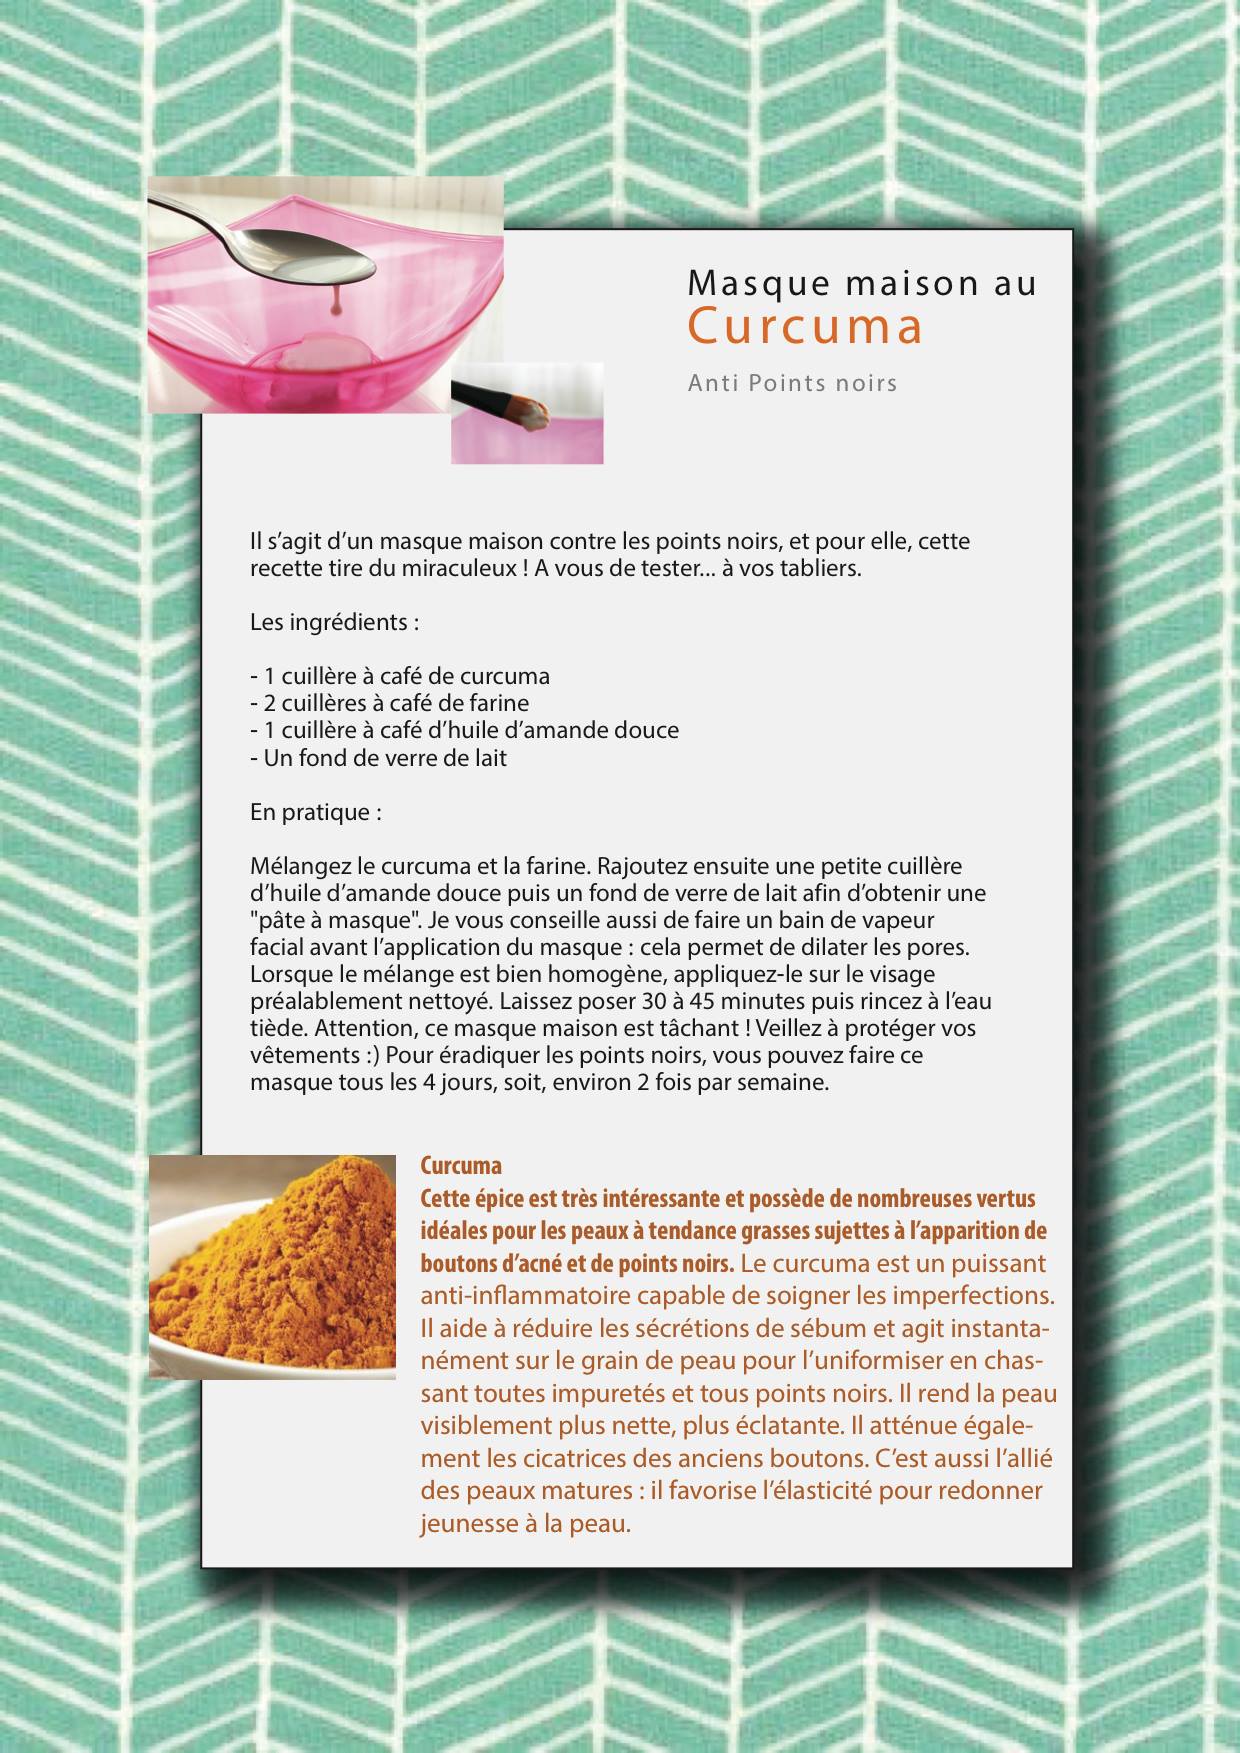 Masque maison au
Curcuma
Anti Points noirs
Il s’agit d’un masque maison contre les points noirs, et pour elle, cette
recette tire du miraculeux ! A vous de tester... à vos tabliers.
Les ingrédients :
- 1 cuillère à café de curcuma
- 2 cuillères à café de farine
- 1 cuillère à café d’huile d’amande douce
- Un fond de verre de lait
En pratique :
Mélangez le curcuma et la farine. Rajoutez ensuite une petite cuillère
d’huile d’amande douce puis un fond de verre de lait afin d’obtenir une
"pâte à masque". Je vous conseille aussi de faire un bain de vapeur
facial avant l’application du masque : cela permet de dilater les pores.
Lorsque le mélange est bien homogène, appliquez-le sur le visage
préalablement nettoyé. Laissez poser 30 à 45 minutes puis rincez à l’eau
tiède. Attention, ce masque maison est tâchant ! Veillez à protéger vos
vêtements :) Pour éradiquer les points noirs, vous pouvez faire ce
masque tous les 4 jours, soit, environ 2 fois par semaine.
Curcuma
Cette épice est très intéressante et possède de nombreuses vertus
idéales pour les peaux à tendance grasses sujettes à l’apparition de
boutons d’acné et de points noirs. Le curcuma est un puissant
anti-inflammatoire capable de soigner les imperfections.
Il aide à réduire les sécrétions de sébum et agit instanta-
nément sur le grain de peau pour l’uniformiser en chas-
sant toutes impuretés et tous points noirs. Il rend la peau
visiblement plus nette, plus éclatante. Il atténue égale-
ment les cicatrices des anciens boutons. C’est aussi l’allié
des peaux matures : il favorise l’élasticité pour redonner
jeunesse à la peau.